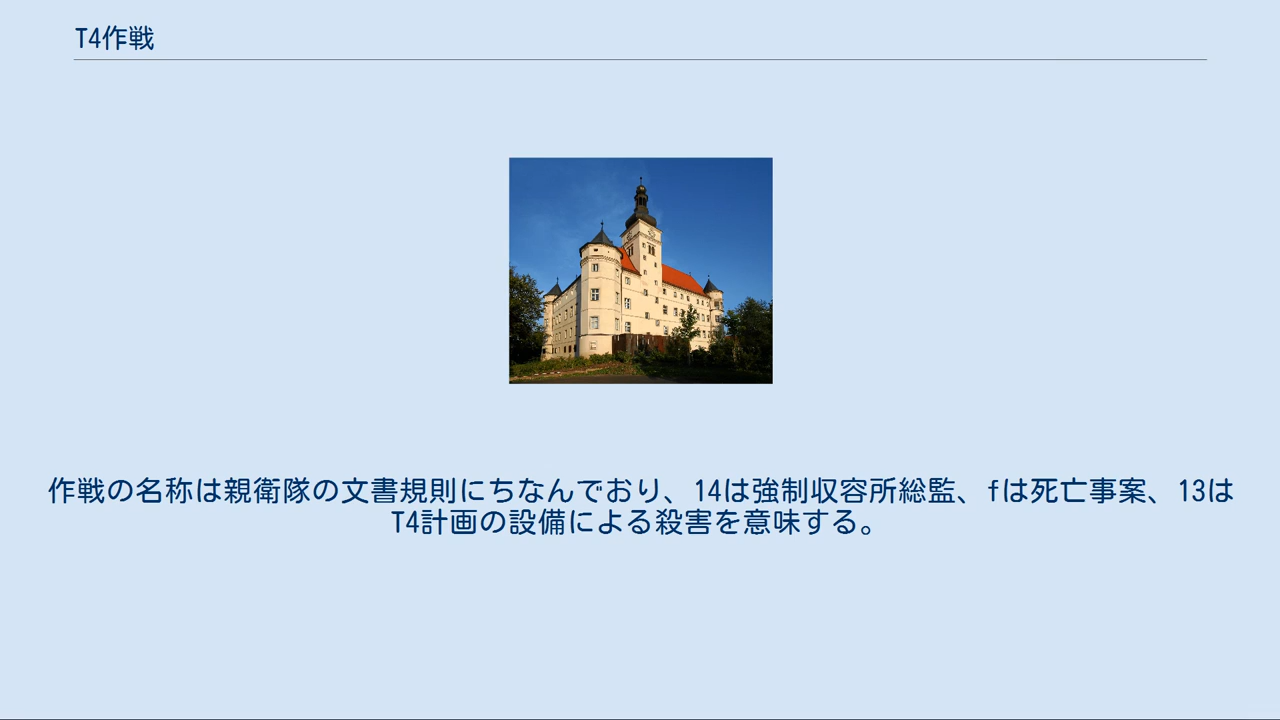 T4作戦
作戦の名称は親衛隊の文書規則にちなんでおり、14は強制収容所総監、fは死亡事案、13は
T4計画の設備による殺害を意味する。